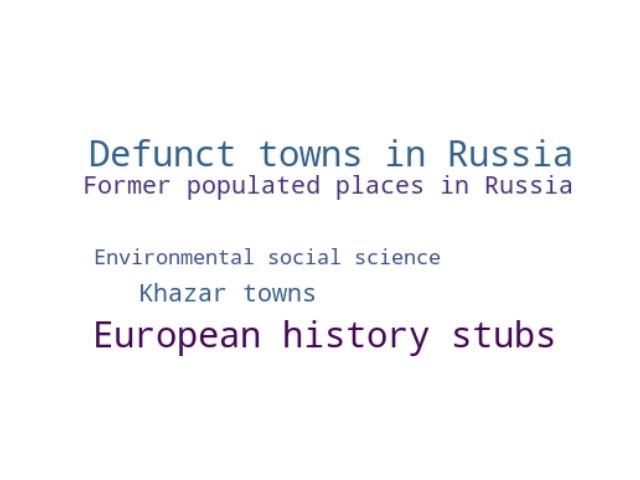 Defunct towns in Russia
Former populated places in Russia
Environmental social science
Khazar towns
European history stubs